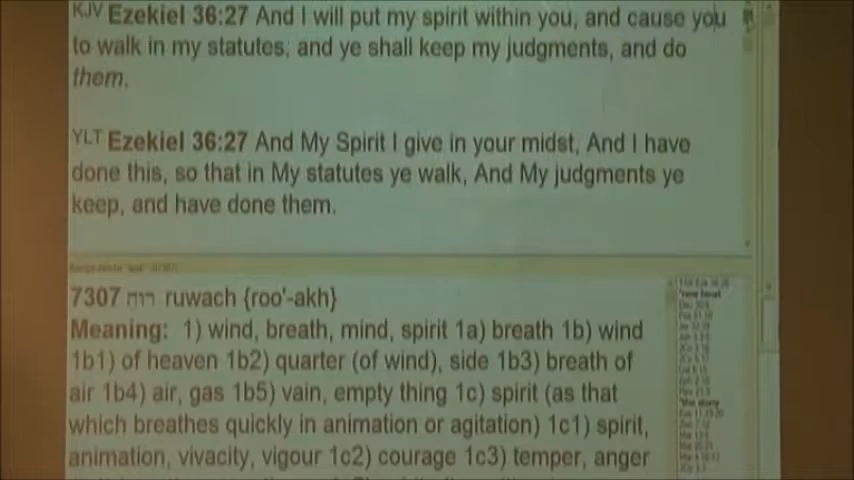 KJV Ezekiel 36:27 And I will put my spirit within you, and cause you
to walk in my statutes, and ye shall keep my judgments, and do
them.
YLT Ezekiel 36:27 And My Spirit I give in your midst, And I have
done this, so that in My statutes ye walk, And My judgments ye
keep, and have done them.
7307 רוח ruwach {roo'-akh}
Meaning: 1) wind, breath, mind, spirit 1a) breath 1b) wind
1b1) of heaven 1b2) quarter (of wind), side 1b3) breath of
air 1b4) air, gas 1b5) vain, empty thing 1c) spirit (as that
which breathes quickly in animation or agitation) 1c1) spirit,
animation, vivacity, vigour 1c2) courage 1c3) temper, anger
"new heart
"the story